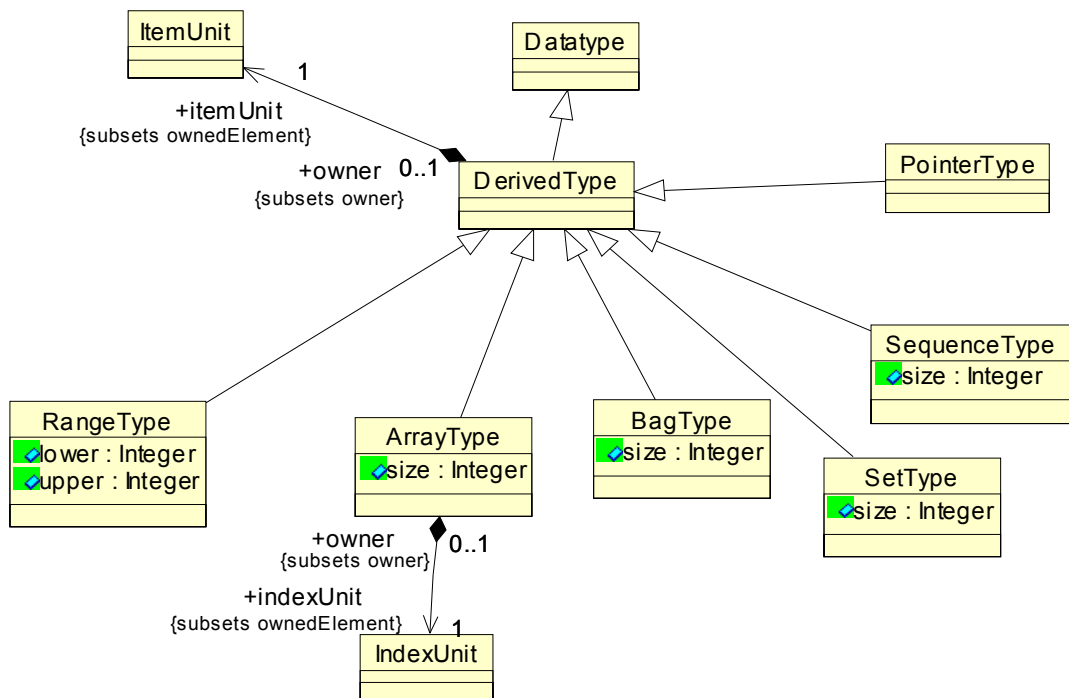 ItemUnit
Datatype
1
+itemUnit
{subsets ownedElement}
+owner
0..1
{subsets owner}
DerivedType
PointerType
SequenceType
size : Integer
RangeType
lower : Integer
upper : Integer
ArrayType
size : Integer
BagType
size : Integer
SetType
size : Integer
+owner
0..1
{subsets owner}
+indexUnit
{subsets ownedElement}
1
IndexUnit